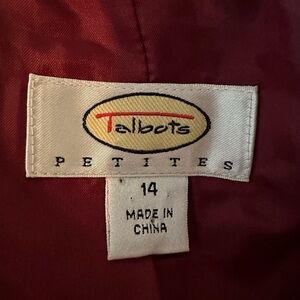 Talbots
PETITES
14
MADE IN
CHINA